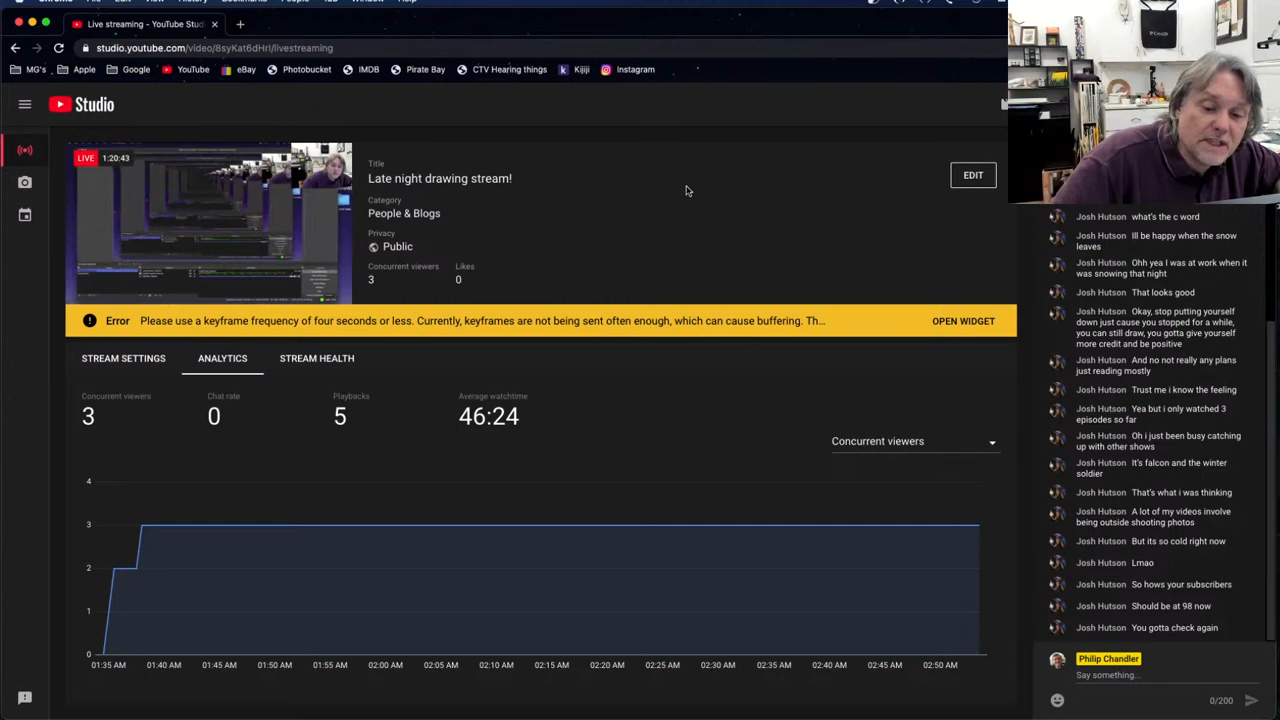 Live streaming - YouTube Studi
studio.youtube.com/video/8syKat6dHrI/livestreaming
MG's Apple Google YouTube eBay Photobucket IMDB Pirate Bay CTV Hearing things Kijiji Instagram
Studio
LIVE 1:20:43
Title
Late night drawing stream!
EDIT
Category
People & Blogs
Privacy
Public
Concurrent viewers Likes
3 0
Error Please use a keyframe frequency of four seconds or less. Currently, keyframes are not being sent often enough, which can cause buffering. Th...
OPEN WIDGET
STREAM SETTINGS ANALYTICS STREAM HEALTH
Concurrent viewers Chat rate Playbacks Average watchtime
3 0 5 46:24
Concurrent viewers
4
3
2
1
0
01:35 AM 01:40 AM 01:45 AM 01:50 AM 01:55 AM 02:00 AM 02:05 AM 02:10 AM 02:15 AM 02:20 AM 02:25 AM 02:30 AM 02:35 AM 02:40 AM 02:45 AM 02:50 AM
Josh Hutson what's the c word
Josh Hutson Ill be happy when the snow
leaves
Josh Hutson Ohh yea I was at work when it
was snowing that night
Josh Hutson That looks good
Josh Hutson Okay, stop putting yourself
down just cause you stopped for a while,
you can still draw, you gotta give yourself
more credit and be positive
Josh Hutson And no not really any plans
just reading mostly
Josh Hutson Trust me i know the feeling
Josh Hutson Yea but i only watched 3
episodes so far
Josh Hutson Oh i just been busy catching
up with other shows
Josh Hutson It's falcon and the winter
soldier
Josh Hutson That's what i was thinking
Josh Hutson A lot of my videos involve
being outside shooting photos
Josh Hutson But its so cold right now
Josh Hutson Lmao
Josh Hutson So hows your subscribers
Josh Hutson Should be at 98 now
Josh Hutson You gotta check again
Philip Chandler
Say something...
0/200